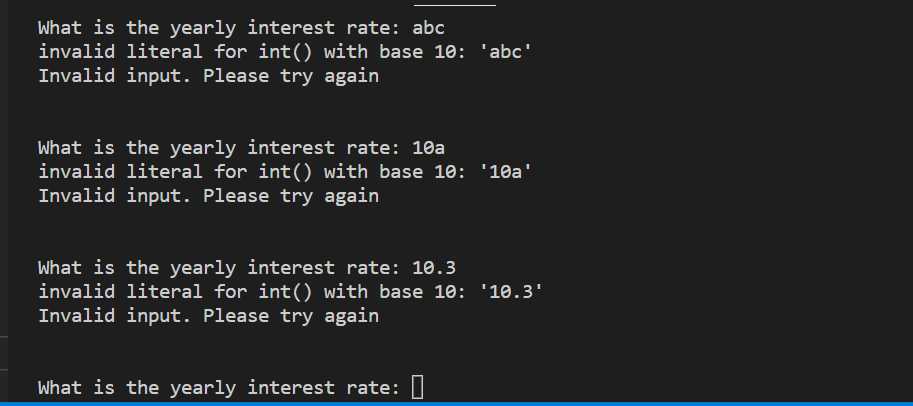 What is the yearly interest rate: abc
invalid literal for int() with base 10: 'abc'
Invalid input. Please try again
What is the yearly interest rate: 10a
invalid literal for int() with base 10: '10a'
Invalid input. Please try again
What is the yearly interest rate: 10.3
invalid literal for int() with base 10: '10.3'
Invalid input. Please try again
What is the yearly interest rate: